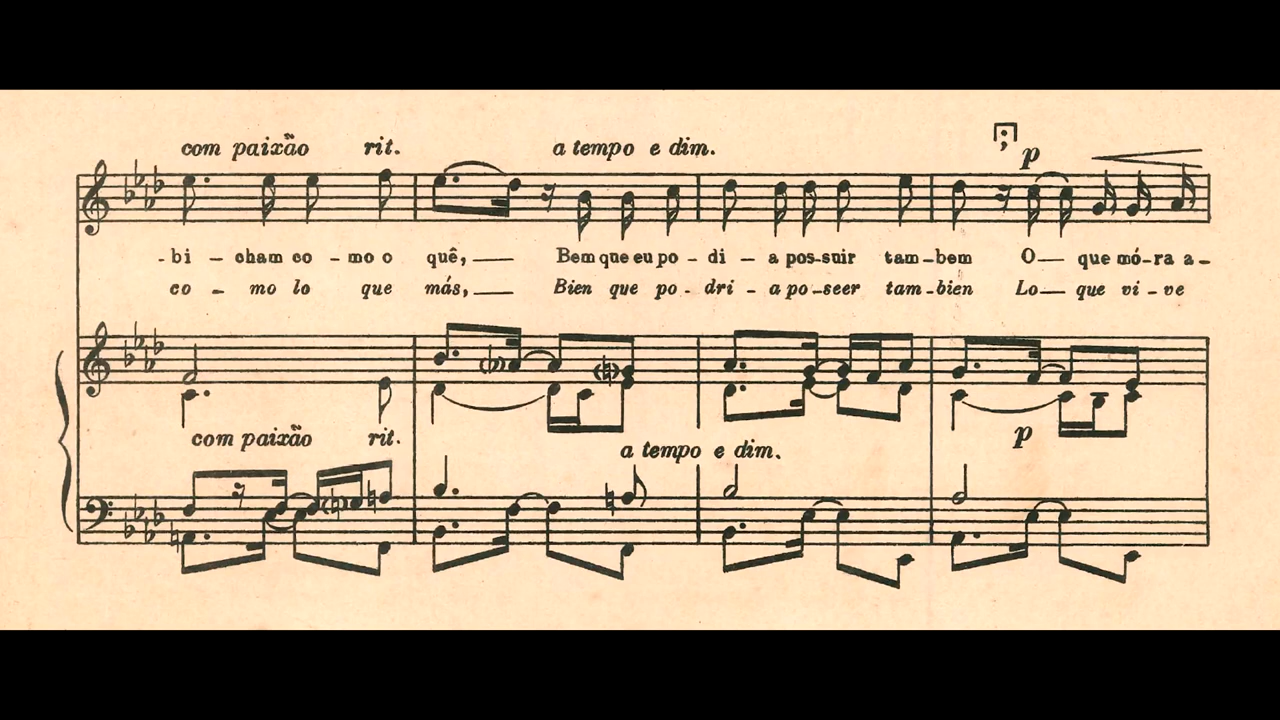 com paixão rit. a tempo e dim. p
-bi - cham co - mo o quê, — Bem que eu po - di - a pos-suir tam-bem O— que mó-ra a-
co - mo lo que más, — Bien que po - dri - a po-seer tam-bien Lo— que vi-ve
com paixão rit. a tempo e dim. p